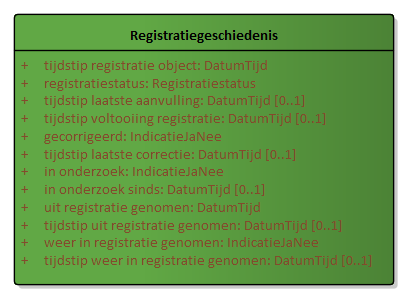 Registratiegeschiedenis
+ tijdstip registratie object: DatumTijd
+ registratiestatus: Registratiestatus
+ tijdstip laatste aanvulling: DatumTijd [0..1]
+ tijdstip voltooiing registratie: DatumTijd [0..1]
+ gecorrigeerd: IndicatieJaNee
+ tijdstip laatste correctie: DatumTijd [0..1]
+ in onderzoek: IndicatieJaNee
+ in onderzoek sinds: DatumTijd [0..1]
+ uit registratie genomen: DatumTijd
+ tijdstip uit registratie genomen: DatumTijd [0..1]
+ weer in registratie genomen: IndicatieJaNee
+ tijdstip weer in registratie genomen: DatumTijd [0..1]